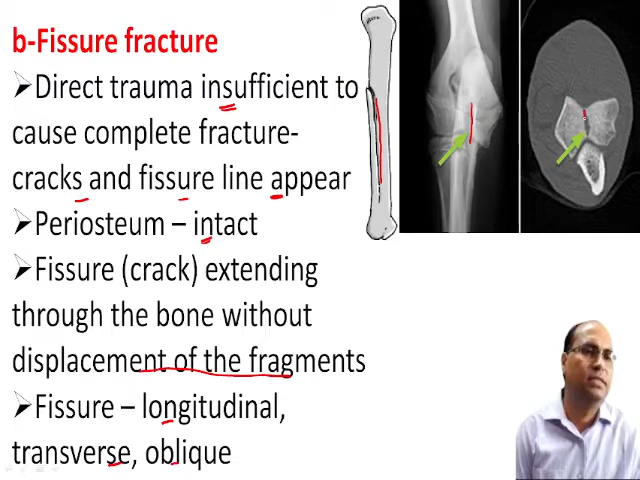 b-Fissure fracture
➢Direct trauma insufficient to
cause complete fracture-
cracks and fissure line appear
➢Periosteum – intact
➢Fissure (crack) extending
through the bone without
displacement of the fragments
➢Fissure – longitudinal,
transverse, oblique